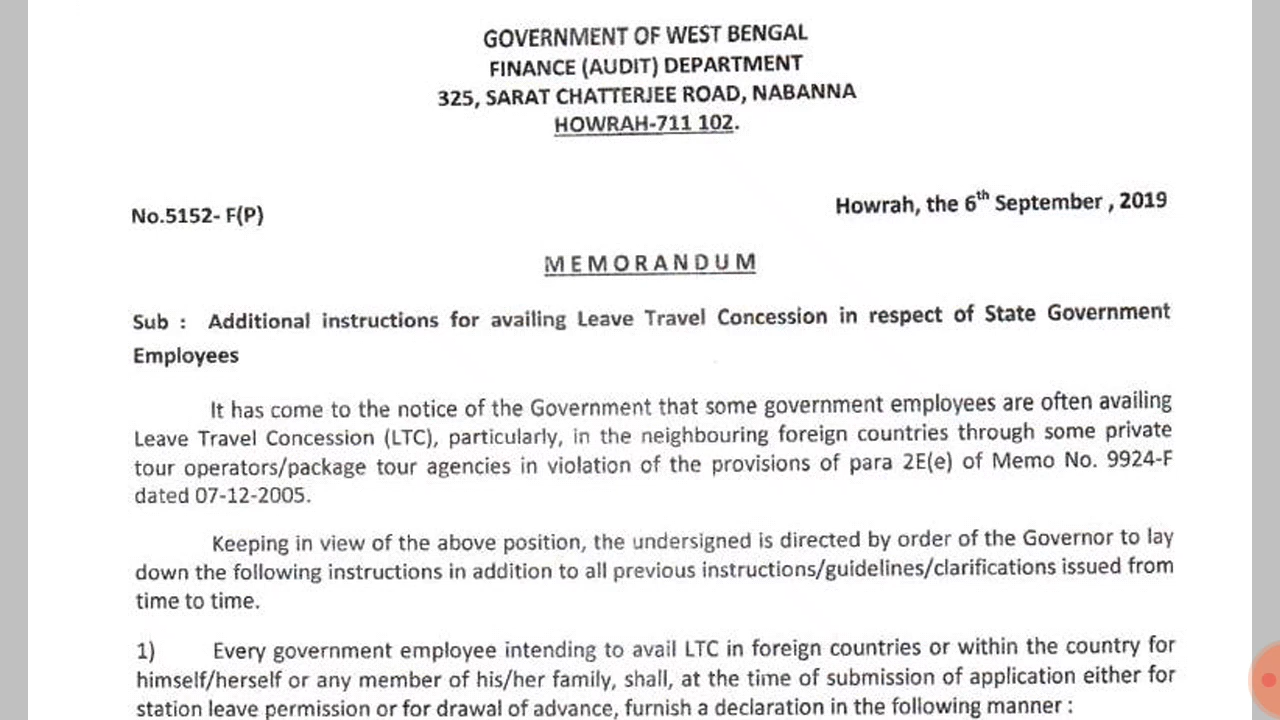 GOVERNMENT OF WEST BENGAL
FINANCE (AUDIT) DEPARTMENT
325, SARAT CHATTERJEE ROAD, NABANNA
HOWRAH-711 102.
No.5152- F(P)
Howrah, the 6th September , 2019
MEMORANDUM
Sub : Additional instructions for availing Leave Travel Concession in respect of State Government
Employees
It has come to the notice of the Government that some government employees are often availing
Leave Travel Concession (LTC), particularly, in the neighbouring foreign countries through some private
tour operators/package tour agencies in violation of the provisions of para 2E(e) of Memo No. 9924-F
dated 07-12-2005.
Keeping in view of the above position, the undersigned is directed by order of the Governor to lay
down the following instructions in addition to all previous instructions/guidelines/clarifications issued from
time to time.
1) Every government employee intending to avail LTC in foreign countries or within the country for
himself/herself or any member of his/her family, shall, at the time of submission of application either for
station leave permission or for drawal of advance, furnish a declaration in the following manner :